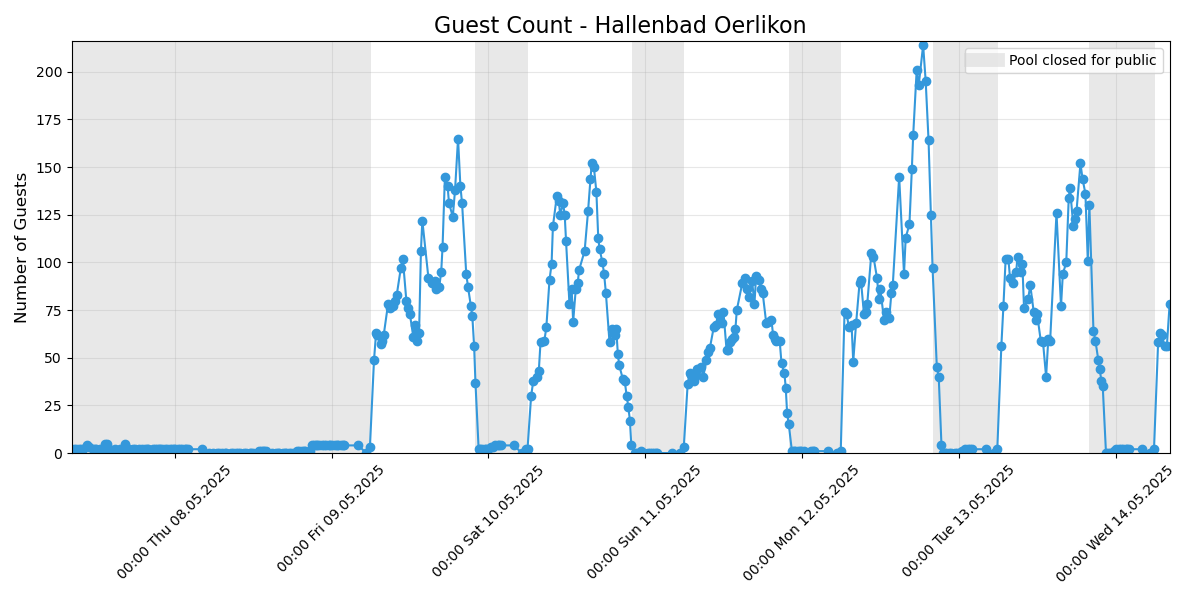 Guest Count - Hallenbad Oerlikon
Pool closed for public
Number of Guests
200
175
150
125
100
75
50
25
0
00:00 Thu 08.05.2025
00:00 Fri 09.05.2025
00:00 Sat 10.05.2025
00:00 Sun 11.05.2025
00:00 Mon 12.05.2025
00:00 Tue 13.05.2025
00:00 Wed 14.05.2025